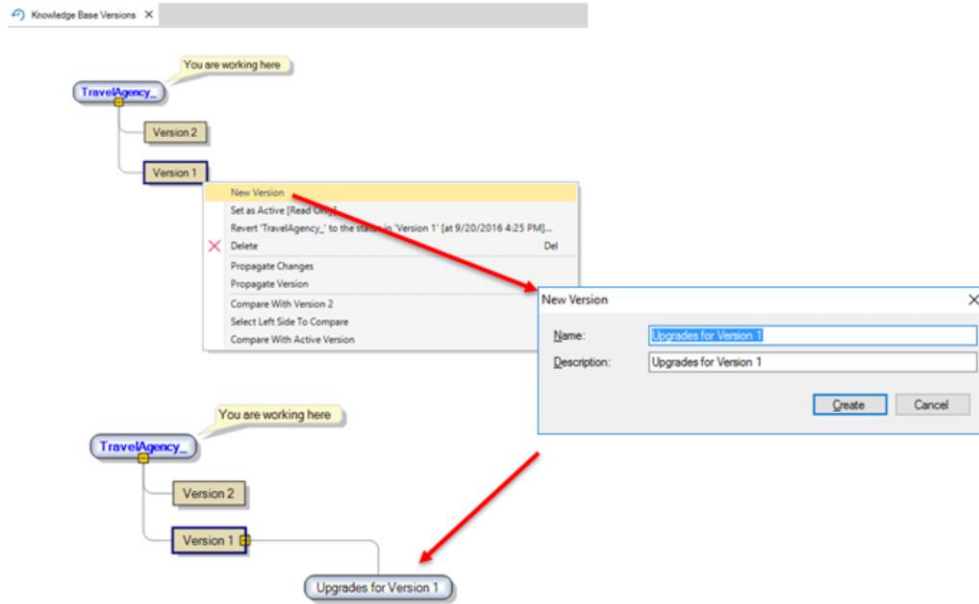 Knowledge Base Versions
You are working here
TravelAgency_
Version 2
Version 1
New Version
Set as Active [Read Only]
Revert 'TravelAgency_' to the status in 'Version 1' [at 9/20/2016 4:25 PM]...
Delete Del
Propagate Changes
Propagate Version
Compare With Version 2
Select Left Side To Compare
Compare With Active Version
New Version
Name: Upgrades for Version 1
Description: Upgrades for Version 1
Create Cancel
You are working here
TravelAgency_
Version 2
Version 1
Upgrades for Version 1